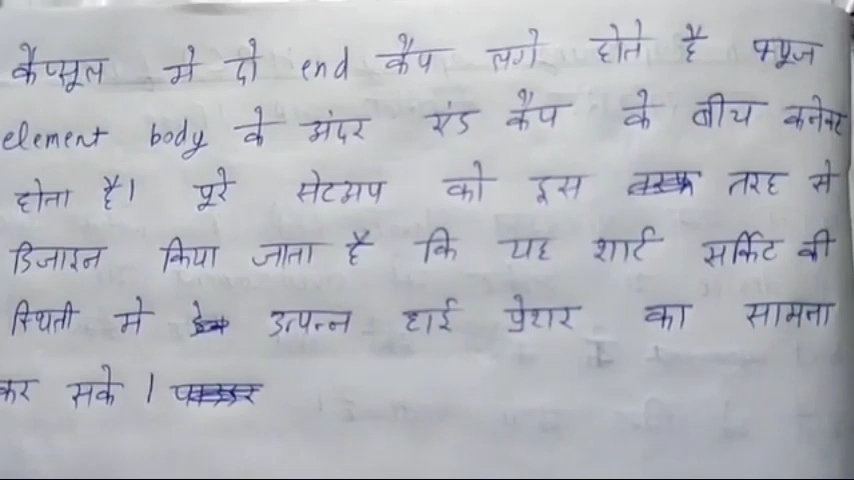 कैप्सूल मे दो end कैप लगे होते है फ्यूज
element body के अंदर एंड कैप के बीच कनेक्ट
होता है। पूरे सेटअप को इस तरह से
डिजाइन किया जाता है कि यह शार्ट सर्किट की
स्थिती मे उत्पन्न हाई प्रेशर का सामना
कर सके।